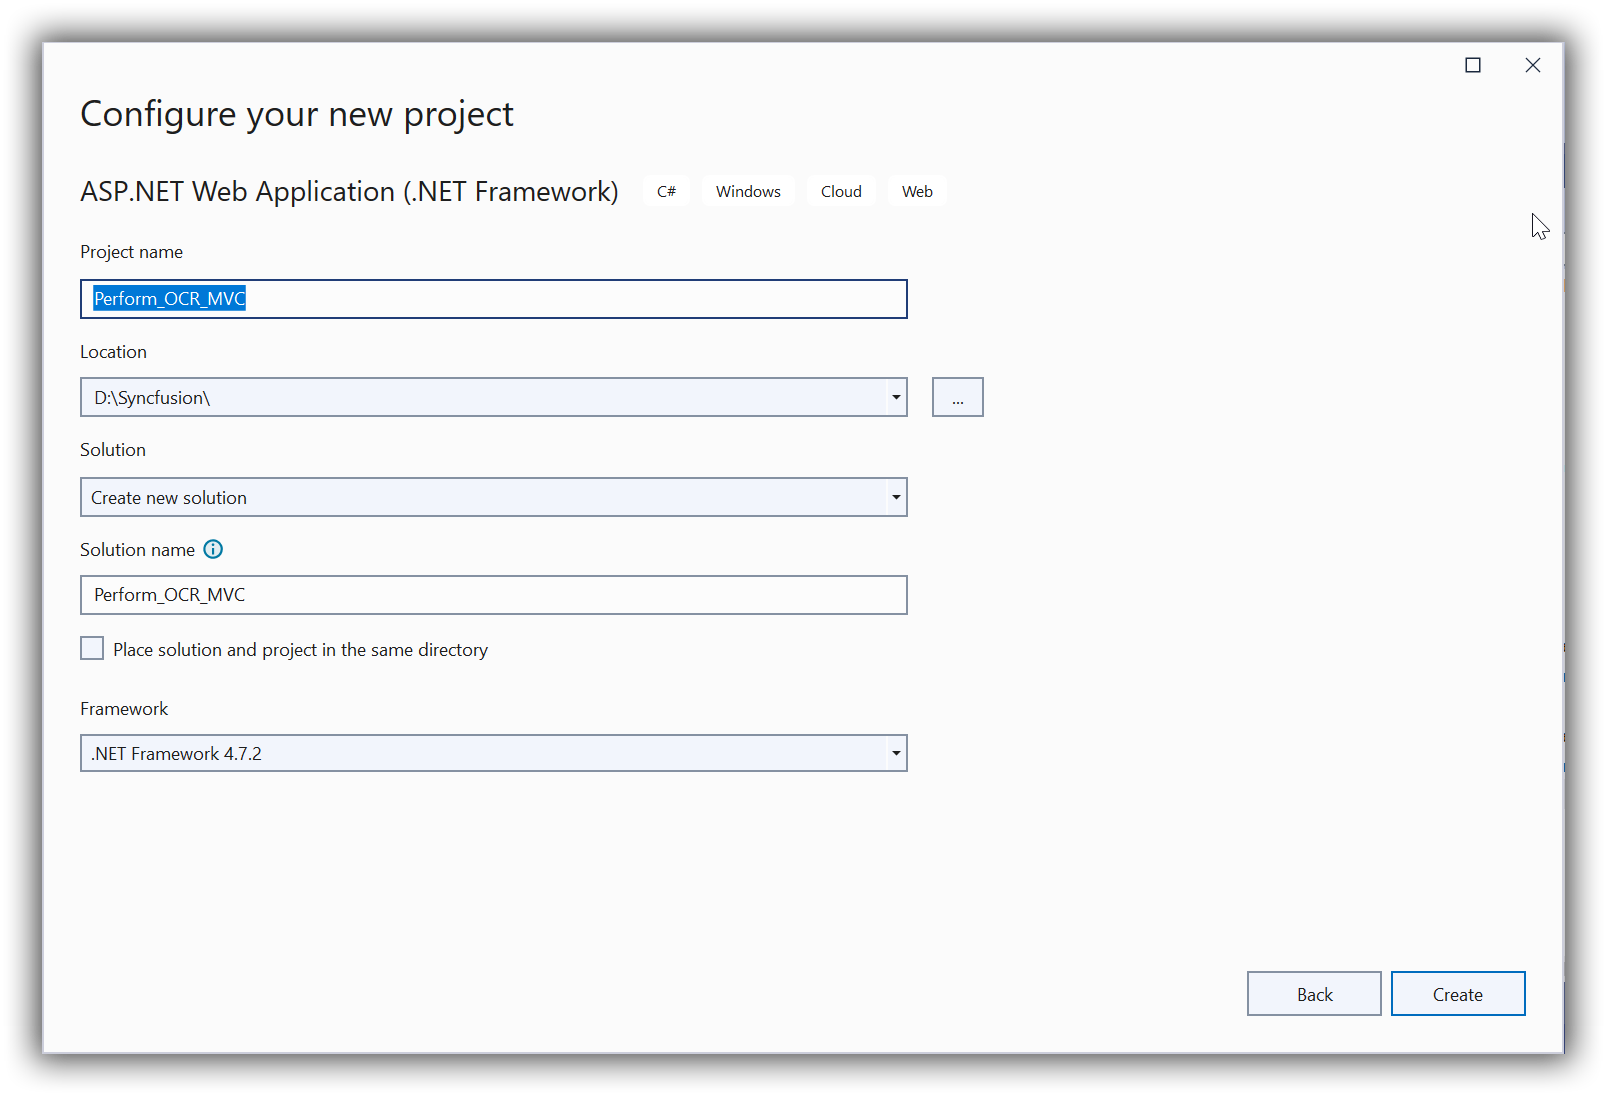 Configure your new project
ASP.NET Web Application (.NET Framework) C# Windows Cloud Web
Project name
Perform_OCR_MVC
Location
D:\Syncfusion\
...
Solution
Create new solution
Solution name
Perform_OCR_MVC
Place solution and project in the same directory
Framework
.NET Framework 4.7.2
Back Create